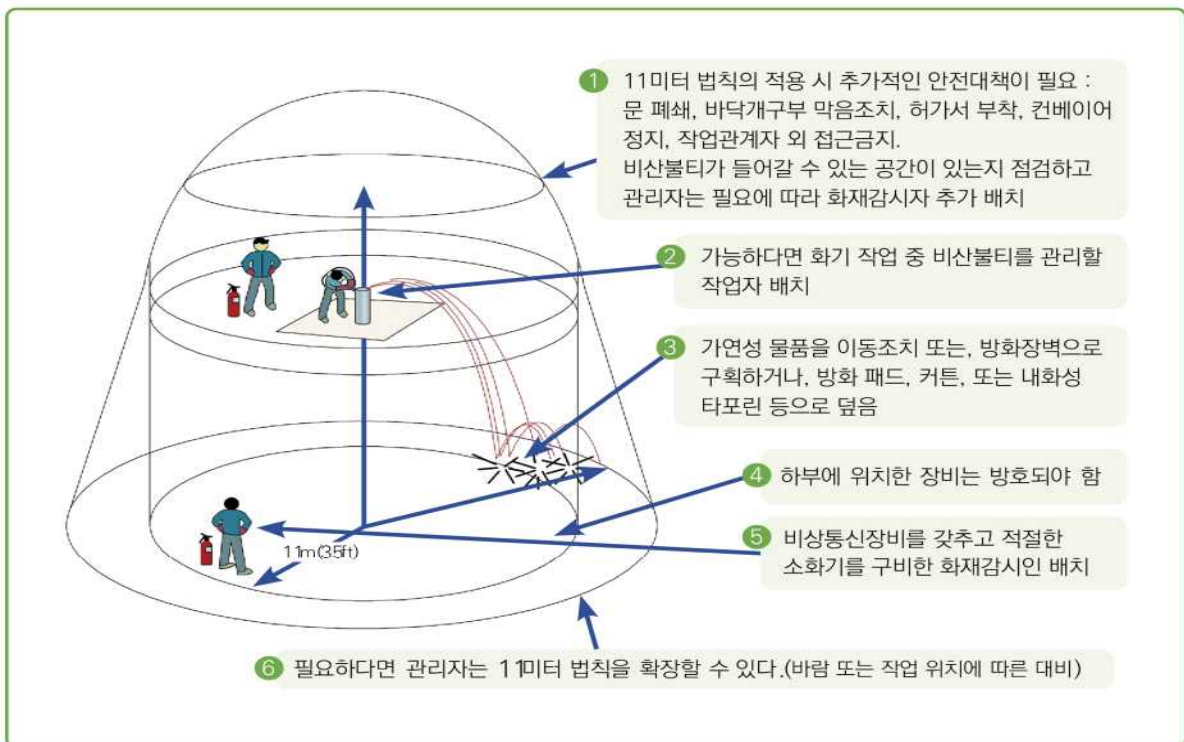 1 11미터 법칙의 적용 시 추가적인 안전대책이 필요 :
문 폐쇄, 바닥개구부 막음조치, 허가서 부착, 컨베이어
정지, 작업관계자 외 접근금지.
비산불티가 들어갈 수 있는 공간이 있는지 점검하고
관리자는 필요에 따라 화재감시자 추가 배치
2 가능하다면 화기 작업 중 비산불티를 관리할
작업자 배치
3 가연성 물품을 이동조치 또는, 방화장벽으로
구획하거나, 방화 패드, 커튼, 또는 내화성
타포린 등으로 덮음
4 하부에 위치한 장비는 방호되야 함
5 비상통신장비를 갖추고 적절한
소화기를 구비한 화재감시인 배치
11m(35ft)
6 필요하다면 관리자는 11미터 법칙을 확장할 수 있다.(바람 또는 작업 위치에 따른 대비)